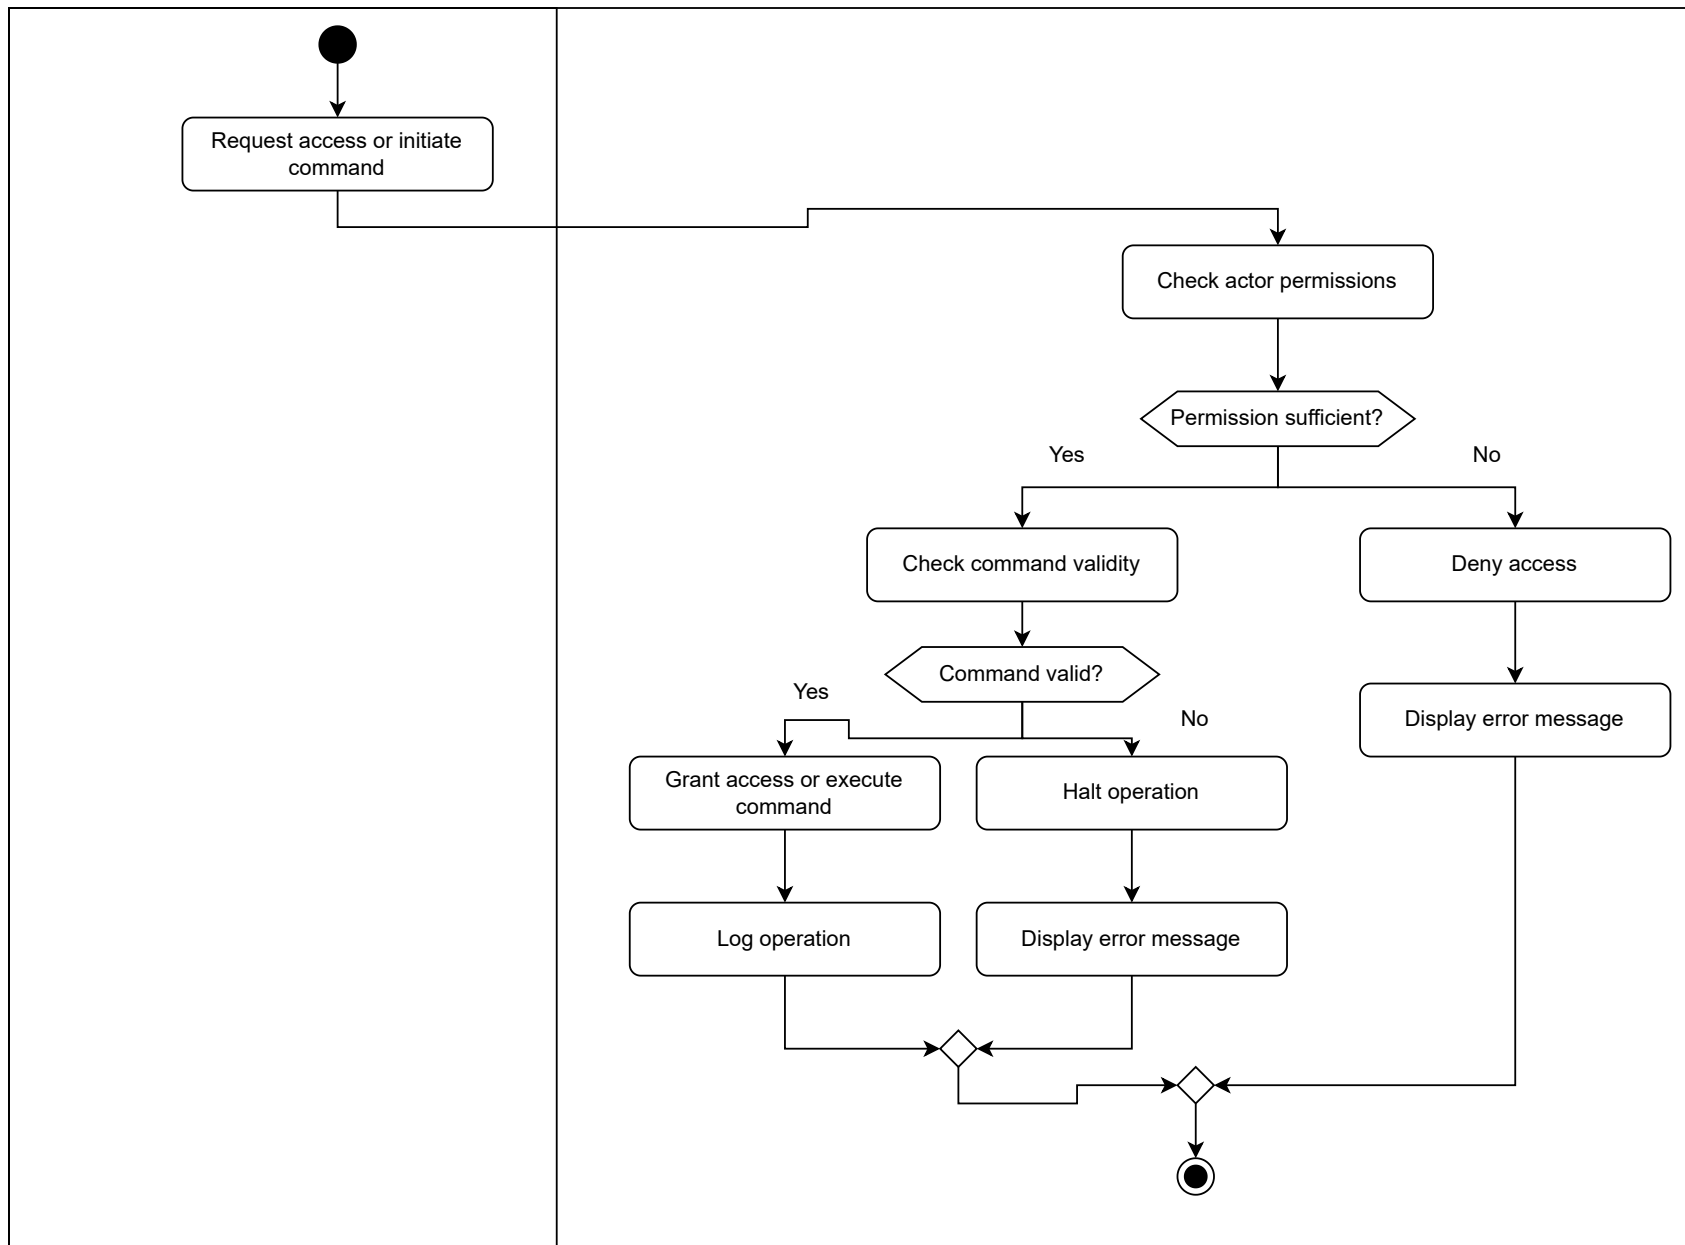 Request access or initiate
command
Check actor permissions
Permission sufficient?
Yes
No
Check command validity
Deny access
Command valid?
Yes
No
Display error message
Grant access or execute
command
Halt operation
Log operation
Display error message